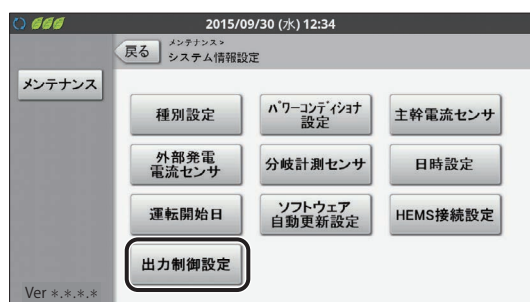 2015/09/30 (水) 12:34
戻る
メンテナンス>
システム情報設定
メンテナンス
種別設定
パワーコンディショナ
設定
主幹電流センサ
外部発電
電流センサ
分岐計測センサ
日時設定
運転開始日
ソフトウェア
自動更新設定
HEMS接続設定
出力制御設定
Ver *.*.*.*